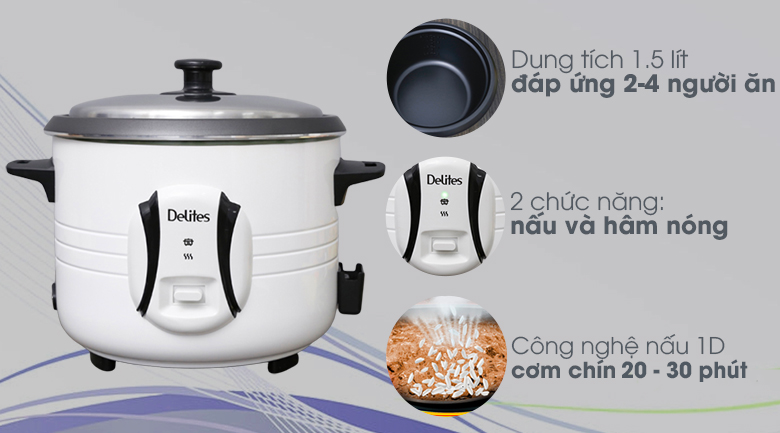 Delites
Dung tích 1.5 lít
đáp ứng 2-4 người ăn
Delites
2 chức năng:
nấu và hâm nóng
Công nghệ nấu 1D
cơm chín 20 - 30 phút